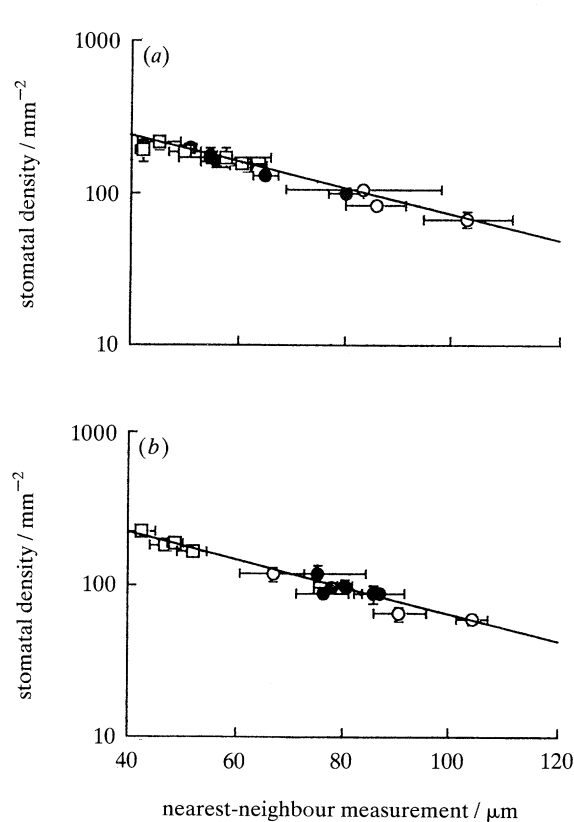 1000
(a)
100
10
stomatal density / mm⁻²
1000
(b)
100
10
stomatal density / mm⁻²
40 60 80 100 120
nearest-neighbour measurement / μm